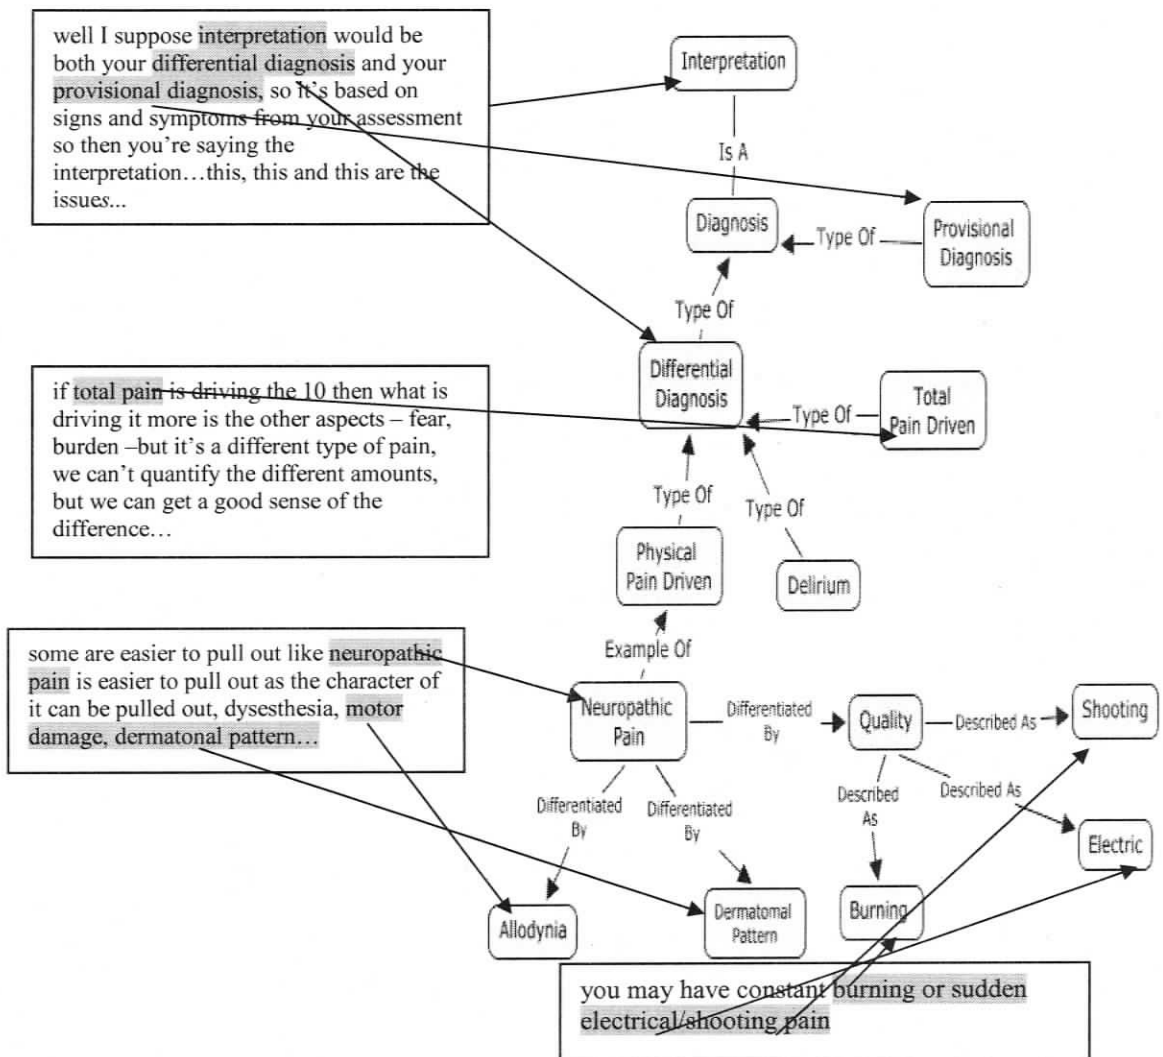 well I suppose interpretation would be
both your differential diagnosis and your
provisional diagnosis, so it's based on
signs and symptoms from your assessment
so then you're saying the
interpretation…this, this and this are the
issues...
Interpretation
Is A
Diagnosis
Type Of
Provisional
Diagnosis
Type Of
if total pain is driving the 10 then what is
driving it more is the other aspects – fear,
burden –but it's a different type of pain,
we can't quantify the different amounts,
but we can get a good sense of the
difference…
Differential
Diagnosis
Type Of
Total
Pain Driven
Type Of
Type Of
Physical
Pain Driven
Delirium
Example Of
some are easier to pull out like neuropathic
pain is easier to pull out as the character of
it can be pulled out, dysesthesia, motor
damage, dermatonal pattern…
Neuropathic
Pain
Differentiated
By
Quality
Described As
Shooting
Differentiated
By
Differentiated
By
Described
As
Described As
Electric
Allodynia
Dermatomal
Pattern
Burning
you may have constant burning or sudden
electrical/shooting pain